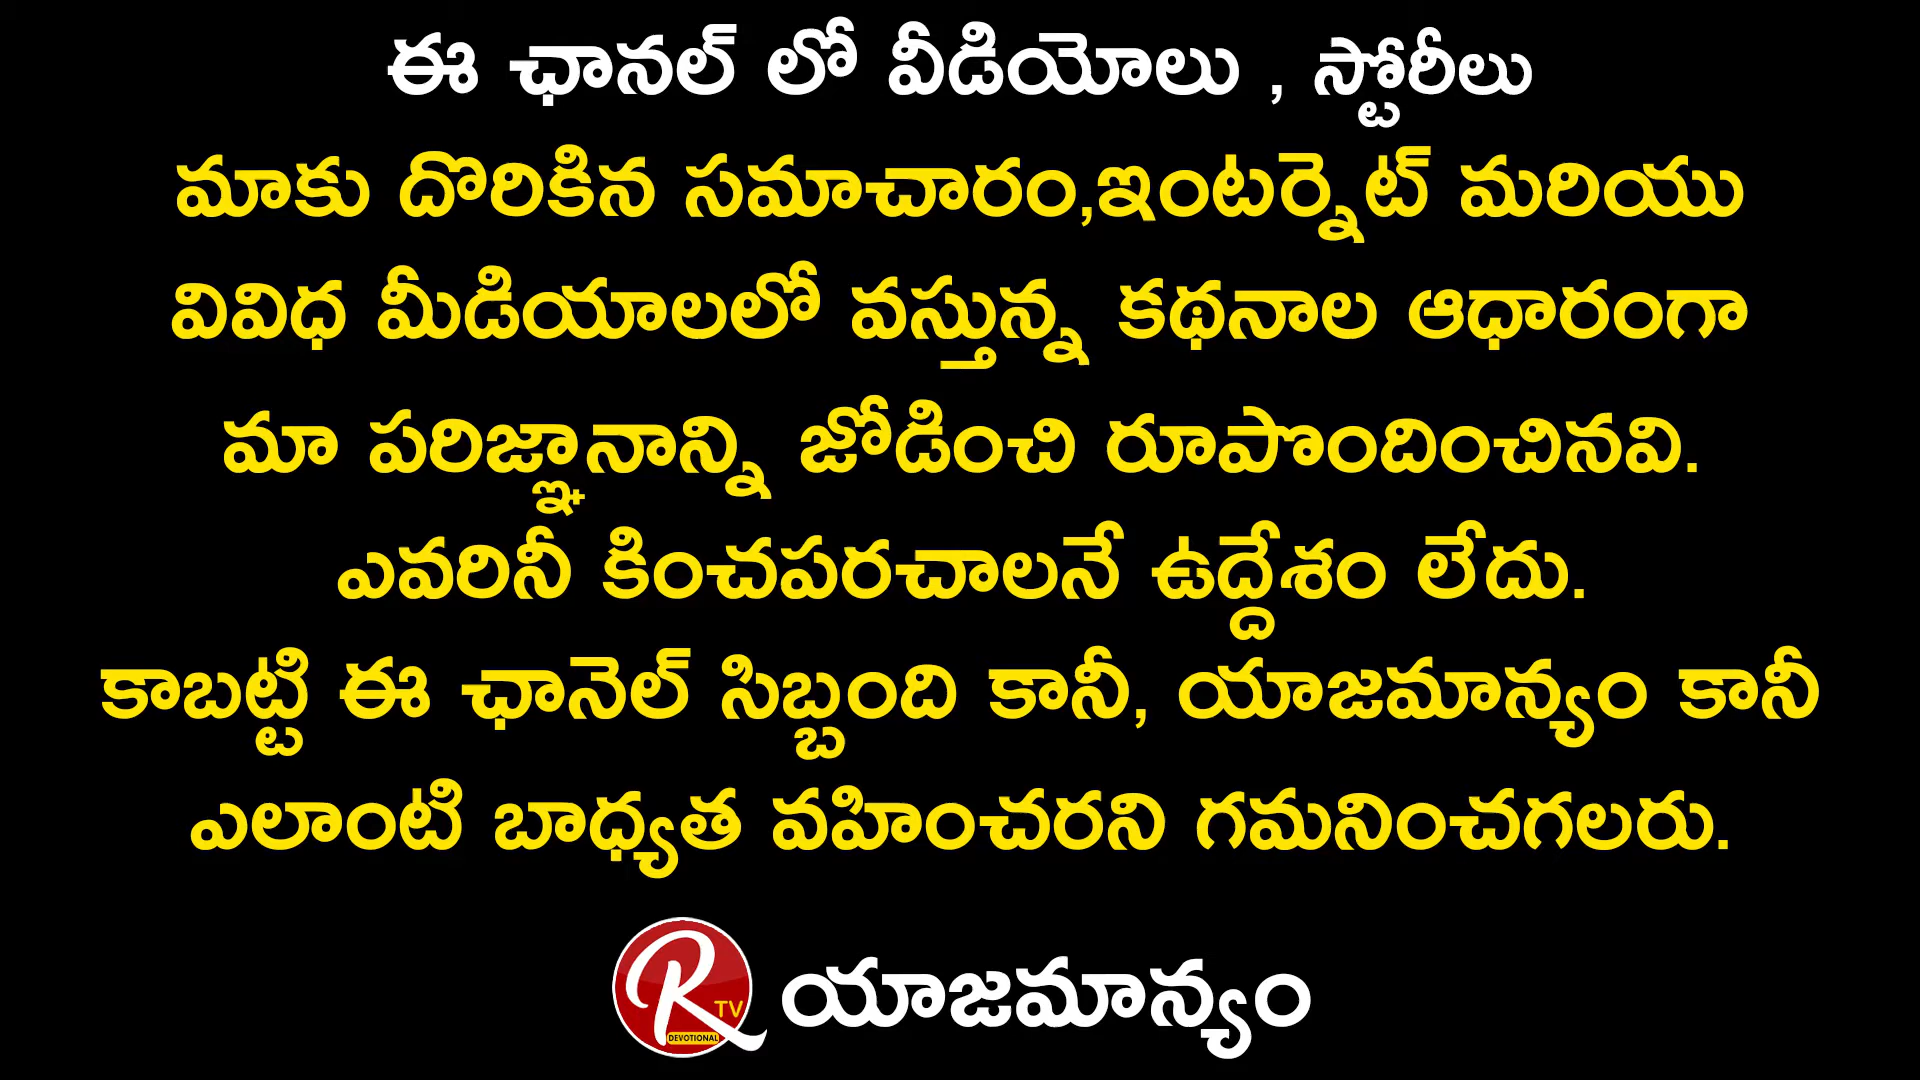 ఈ ఛానల్ లో వీడియోలు , స్టోరీలు
మాకు దొరికిన సమాచారం,ఇంటర్నెట్ మరియు
వివిధ మీడియాలలో వస్తున్న కథనాల ఆధారంగా
మా పరిజ్ఞానాన్ని జోడించి రూపొందించినవి.
ఎవరినీ కించపరచాలనే ఉద్దేశం లేదు.
కాబట్టి ఈ ఛానెల్ సిబ్బంది కానీ, యాజమాన్యం కానీ
ఎలాంటి బాధ్యత వహించరని గమనించగలరు.
R TV DEVOTIONAL యాజమాన్యం